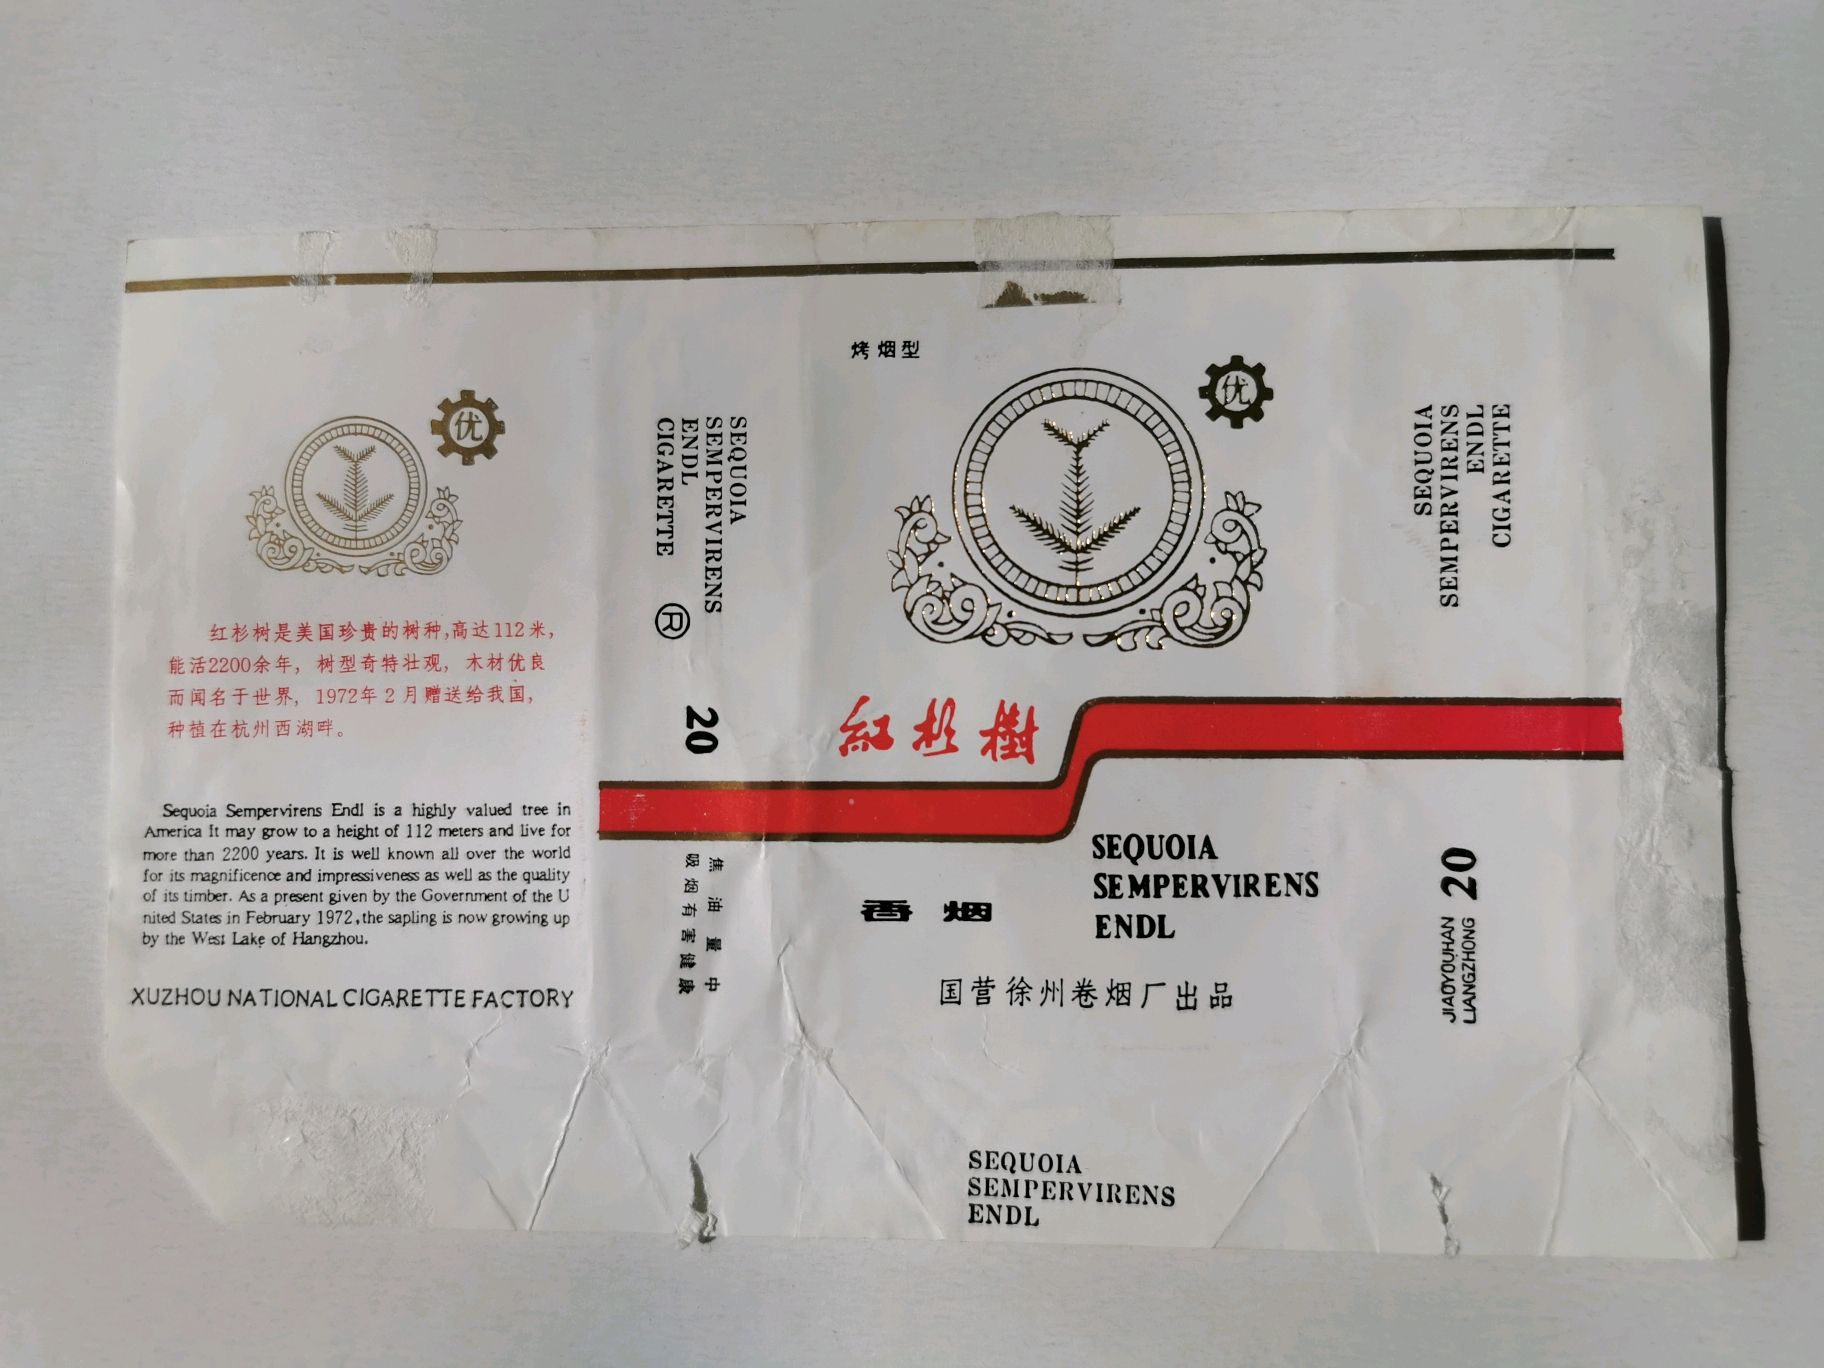 优
红杉树是美国珍贵的树种,高达112米,
能活2200余年, 树型奇特壮观, 木材优良
而闻名于世界, 1972年2月赠送给我国,
种植在杭州西湖畔。
Sequoia Sempervirens Endl is a highly valued tree in
America It may grow to a height of 112 meters and live for
more than 2200 years. It is well known all over the world
for its magnificence and impressiveness as well as the quality
of its timber. As a present given by the Government of the U
nited States in February 1972,the sapling is now growing up
by the West Lake of Hangzhou.
XUZHOU NATIONAL CIGARETTE FACTORY
SEQUOIA
SEMPERVIRENS
ENDL
CIGARETTE
®
20
焦油量中
吸烟有害健康
烤烟型
优
紅杉樹
香烟
SEQUOIA
SEMPERVIRENS
ENDL
国营徐州卷烟厂出品
SEQUOIA
SEMPERVIRENS
ENDL
SEQUOIA
SEMPERVIRENS
ENDL
CIGARETTE
20
JIAOYOUHAN
LIANGZHONG